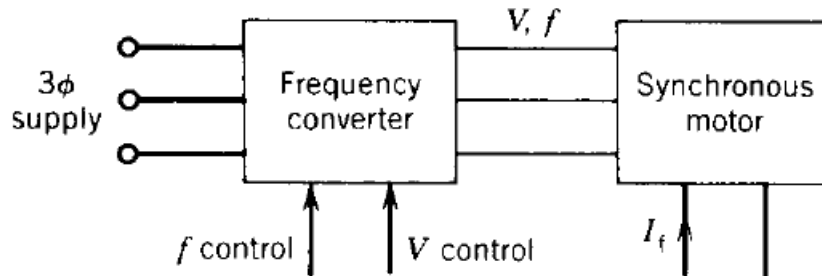 V, f
3ϕ
supply
Frequency
converter
Synchronous
motor
f control
V control
I_f